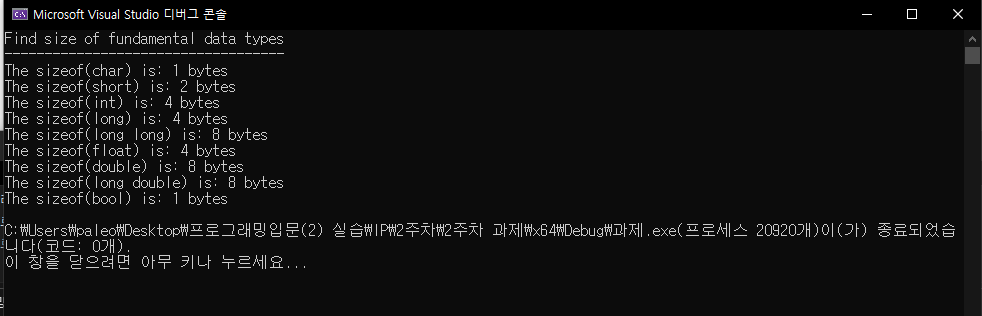 Microsoft Visual Studio 디버그 콘솔
Find size of fundamental data types
-----------------------------------
The sizeof(char) is: 1 bytes
The sizeof(short) is: 2 bytes
The sizeof(int) is: 4 bytes
The sizeof(long) is: 4 bytes
The sizeof(long long) is: 8 bytes
The sizeof(float) is: 4 bytes
The sizeof(double) is: 8 bytes
The sizeof(long double) is: 8 bytes
The sizeof(bool) is: 1 bytes
C:₩Users₩paleo₩Desktop₩프로그래밍입문(2) 실습₩IP₩2주차₩2주차 과제₩x64₩Debug₩과제.exe(프로세스 20920개)이(가) 종료되었습
니다(코드: 0개).
이 창을 닫으려면 아무 키나 누르세요...